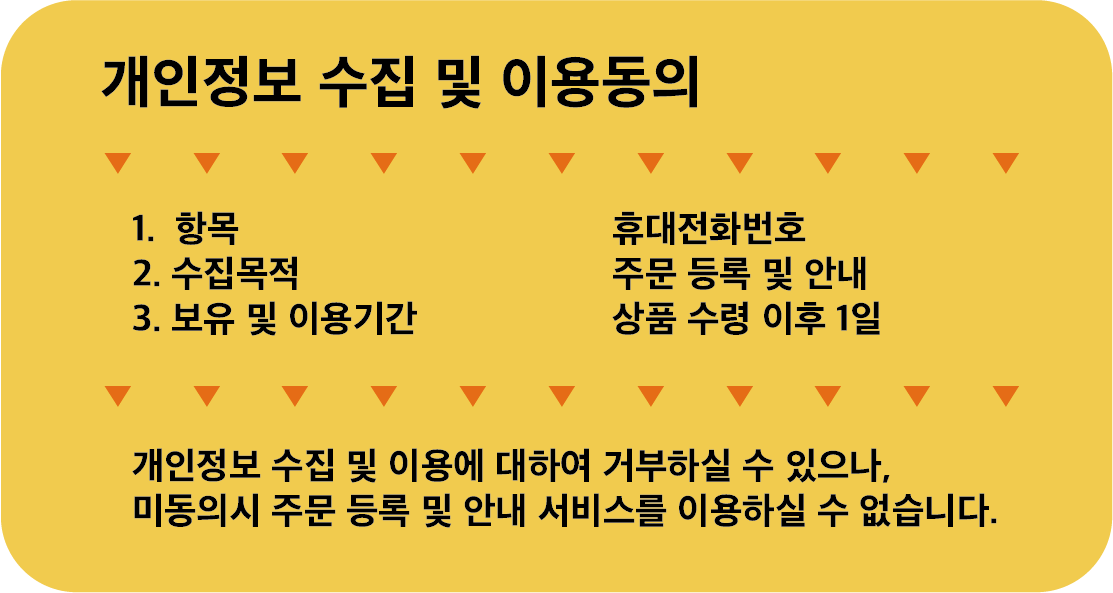 개인정보 수집 및 이용동의
1. 항목 휴대전화번호
2. 수집목적 주문 등록 및 안내
3. 보유 및 이용기간 상품 수령 이후 1일
개인정보 수집 및 이용에 대하여 거부하실 수 있으나,
미동의시 주문 등록 및 안내 서비스를 이용하실 수 없습니다.